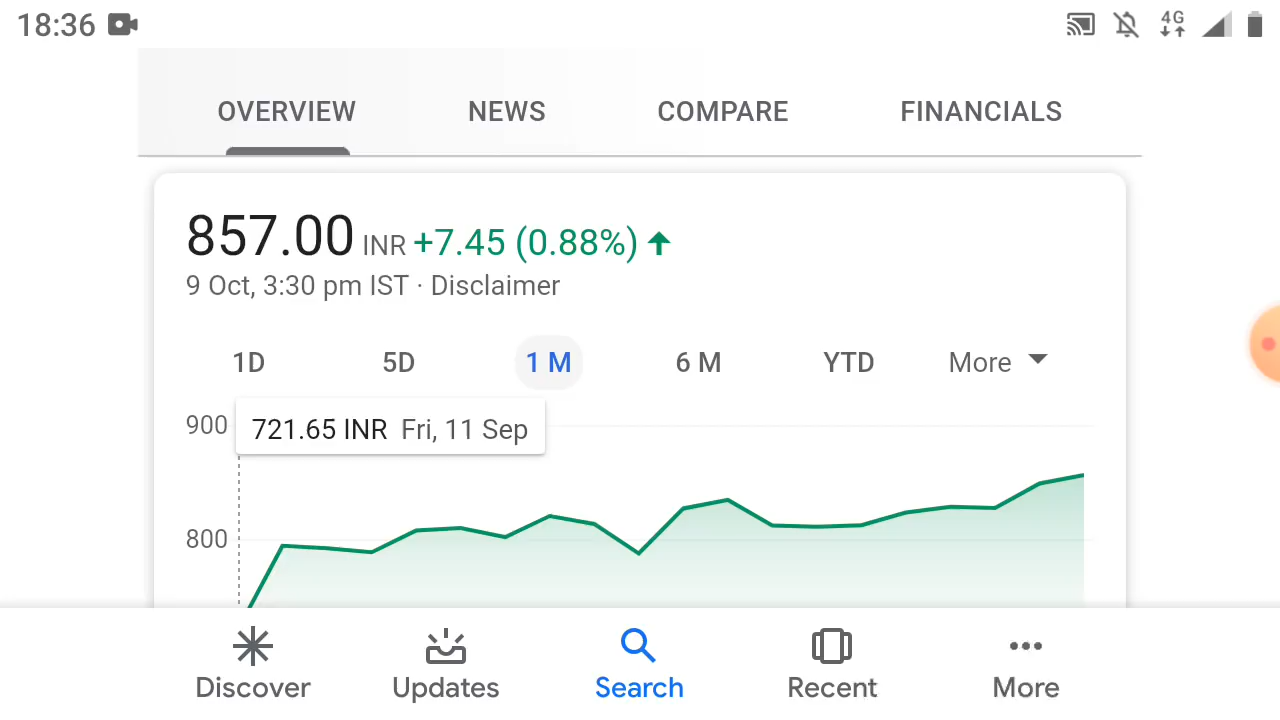 18:36 4G
OVERVIEW NEWS COMPARE FINANCIALS
857.00 INR +7.45 (0.88%)
9 Oct, 3:30 pm IST · Disclaimer
1D 5D 1 M 6 M YTD More
900 721.65 INR Fri, 11 Sep
800
Discover Updates Search Recent More